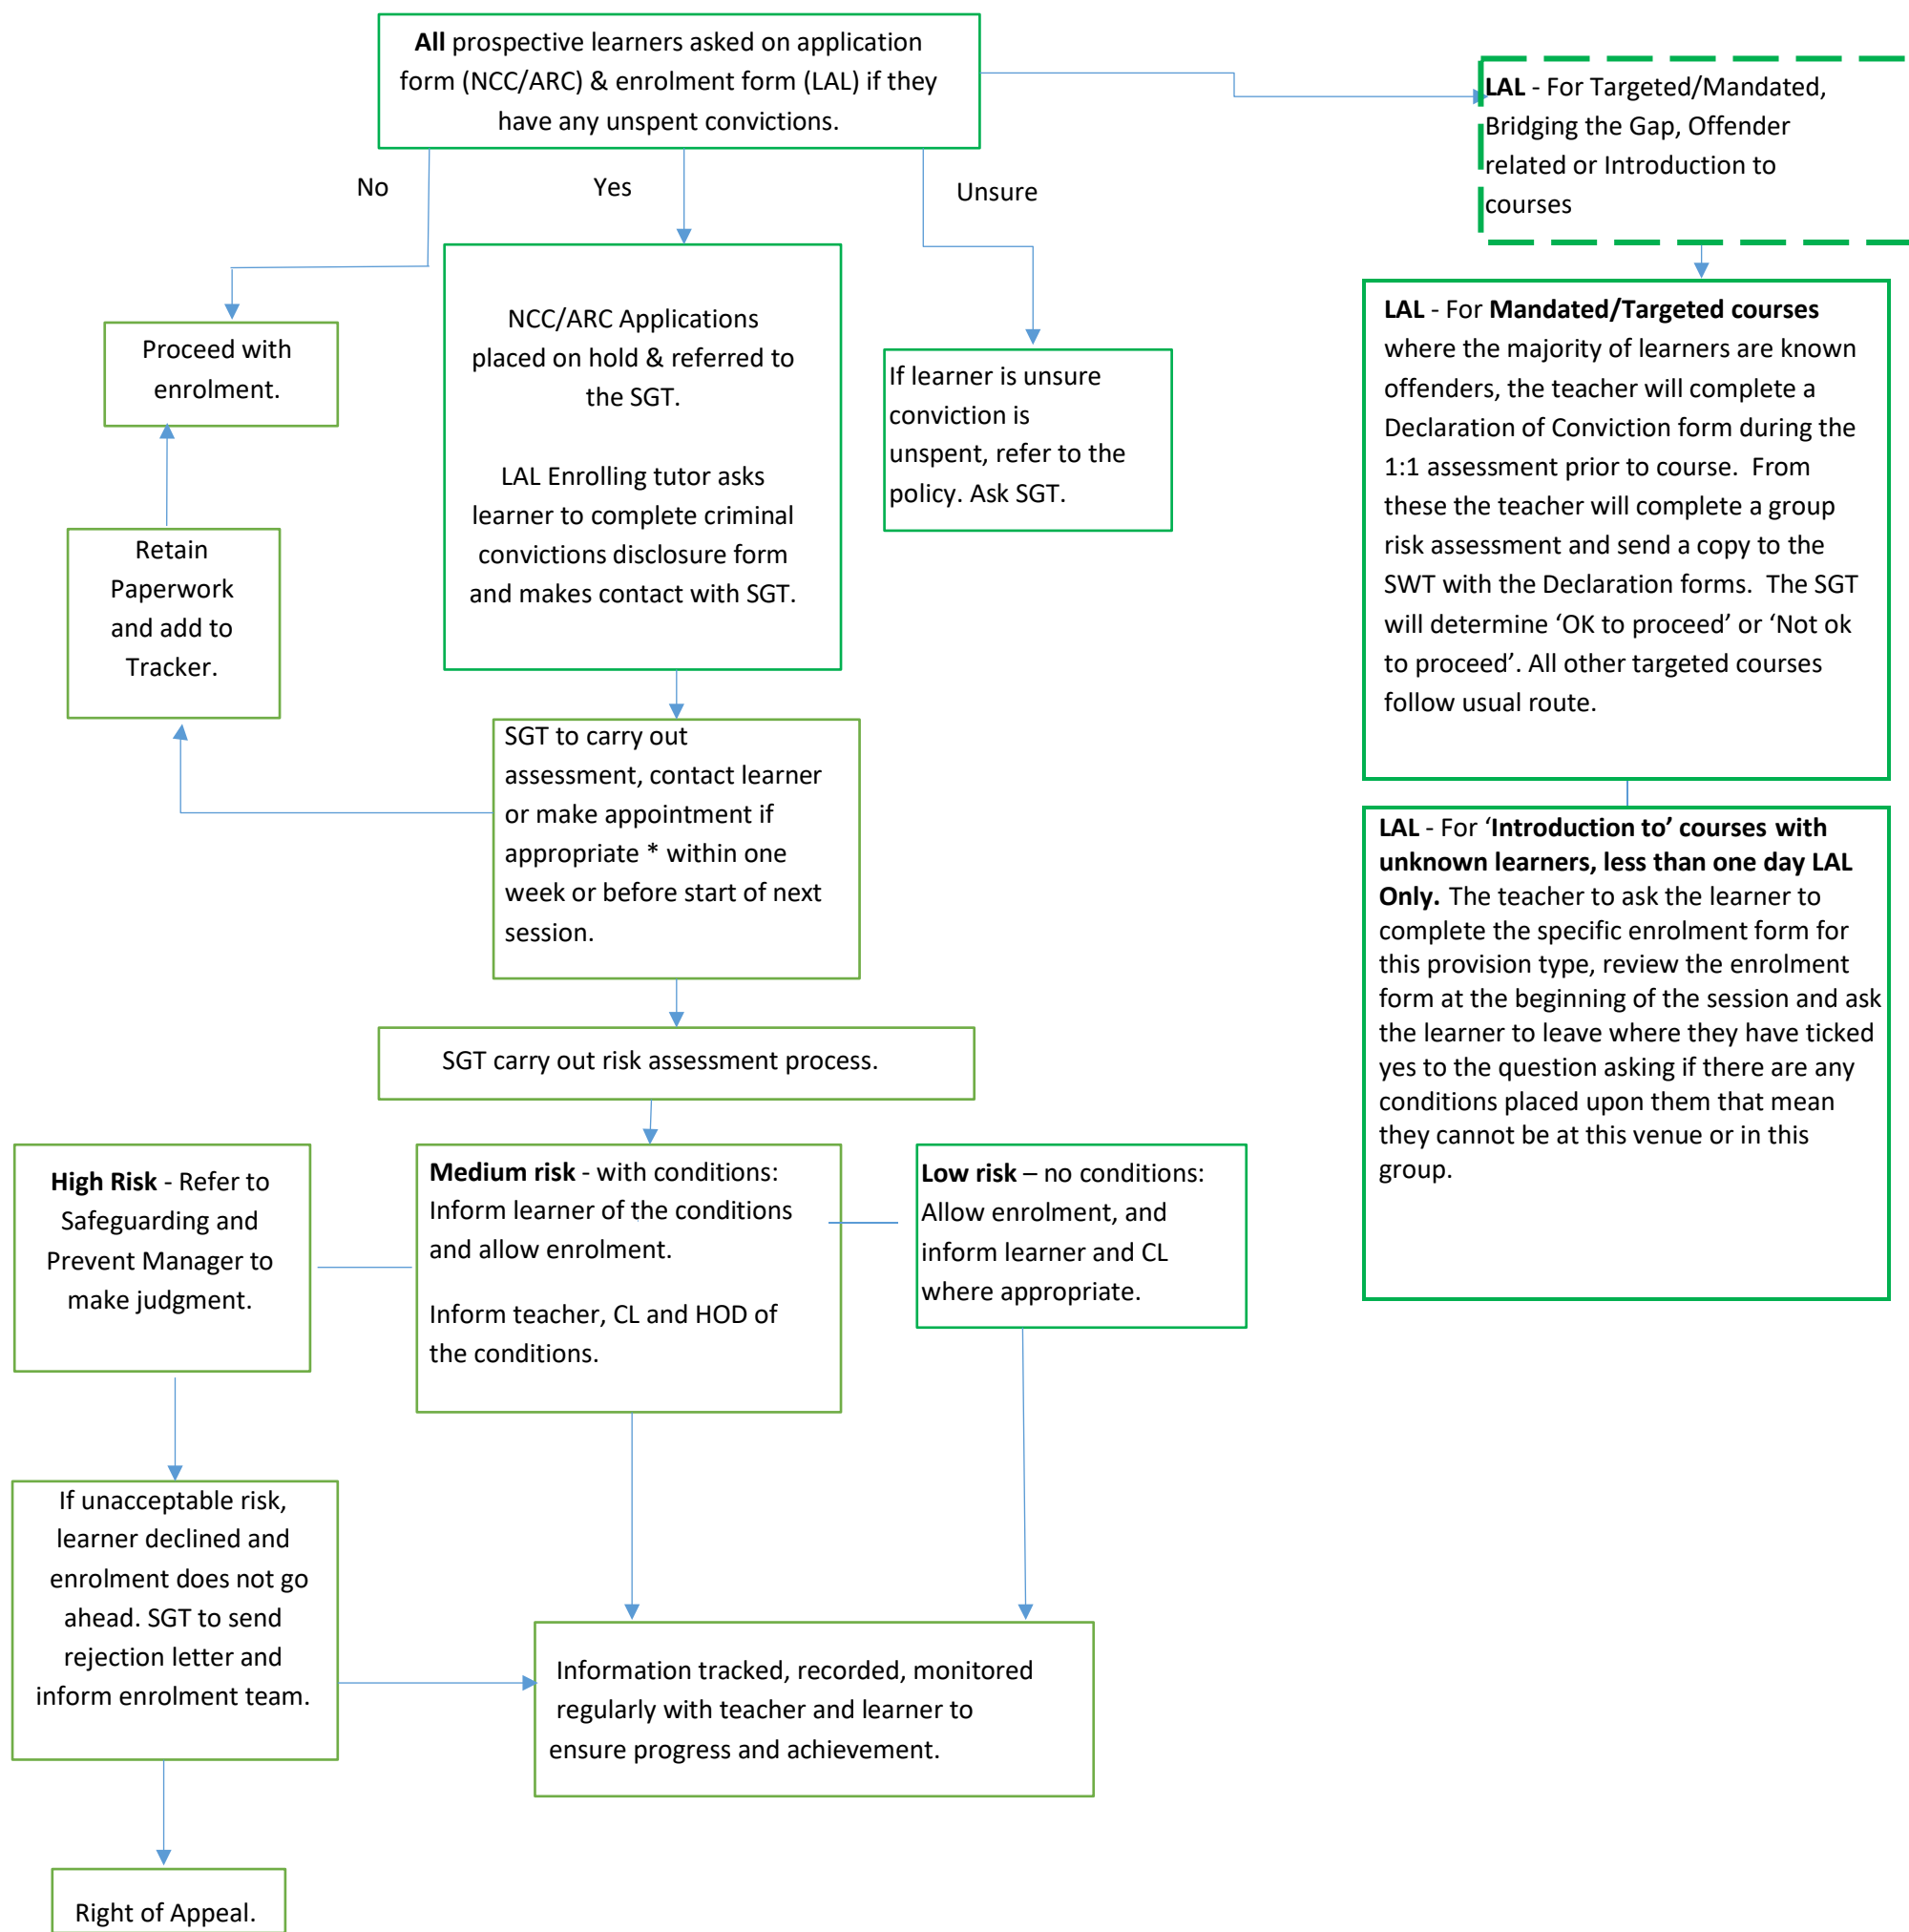 All prospective learners asked on application
form (NCC/ARC) & enrolment form (LAL) if they
have any unspent convictions.
LAL - For Targeted/Mandated,
Bridging the Gap, Offender
related or Introduction to
courses
No
Yes
Unsure
Proceed with
enrolment.
NCC/ARC Applications
placed on hold & referred to
the SGT.
LAL Enrolling tutor asks
learner to complete criminal
convictions disclosure form
and makes contact with SGT.
If learner is unsure
conviction is
unspent, refer to the
policy. Ask SGT.
LAL - For Mandated/Targeted courses
where the majority of learners are known
offenders, the teacher will complete a
Declaration of Conviction form during the
1:1 assessment prior to course. From
these the teacher will complete a group
risk assessment and send a copy to the
SWT with the Declaration forms. The SGT
will determine ‘OK to proceed’ or ‘Not ok
to proceed’. All other targeted courses
follow usual route.
Retain
Paperwork
and add to
Tracker.
SGT to carry out
assessment, contact learner
or make appointment if
appropriate * within one
week or before start of next
session.
LAL - For ‘Introduction to’ courses with
unknown learners, less than one day LAL
Only. The teacher to ask the learner to
complete the specific enrolment form for
this provision type, review the enrolment
form at the beginning of the session and ask
the learner to leave where they have ticked
yes to the question asking if there are any
conditions placed upon them that mean
they cannot be at this venue or in this
group.
SGT carry out risk assessment process.
High Risk - Refer to
Safeguarding and
Prevent Manager to
make judgment.
Medium risk - with conditions:
Inform learner of the conditions
and allow enrolment.
Inform teacher, CL and HOD of
the conditions.
Low risk – no conditions:
Allow enrolment, and
inform learner and CL
where appropriate.
If unacceptable risk,
learner declined and
enrolment does not go
ahead. SGT to send
rejection letter and
inform enrolment team.
Information tracked, recorded, monitored
regularly with teacher and learner to
ensure progress and achievement.
Right of Appeal.